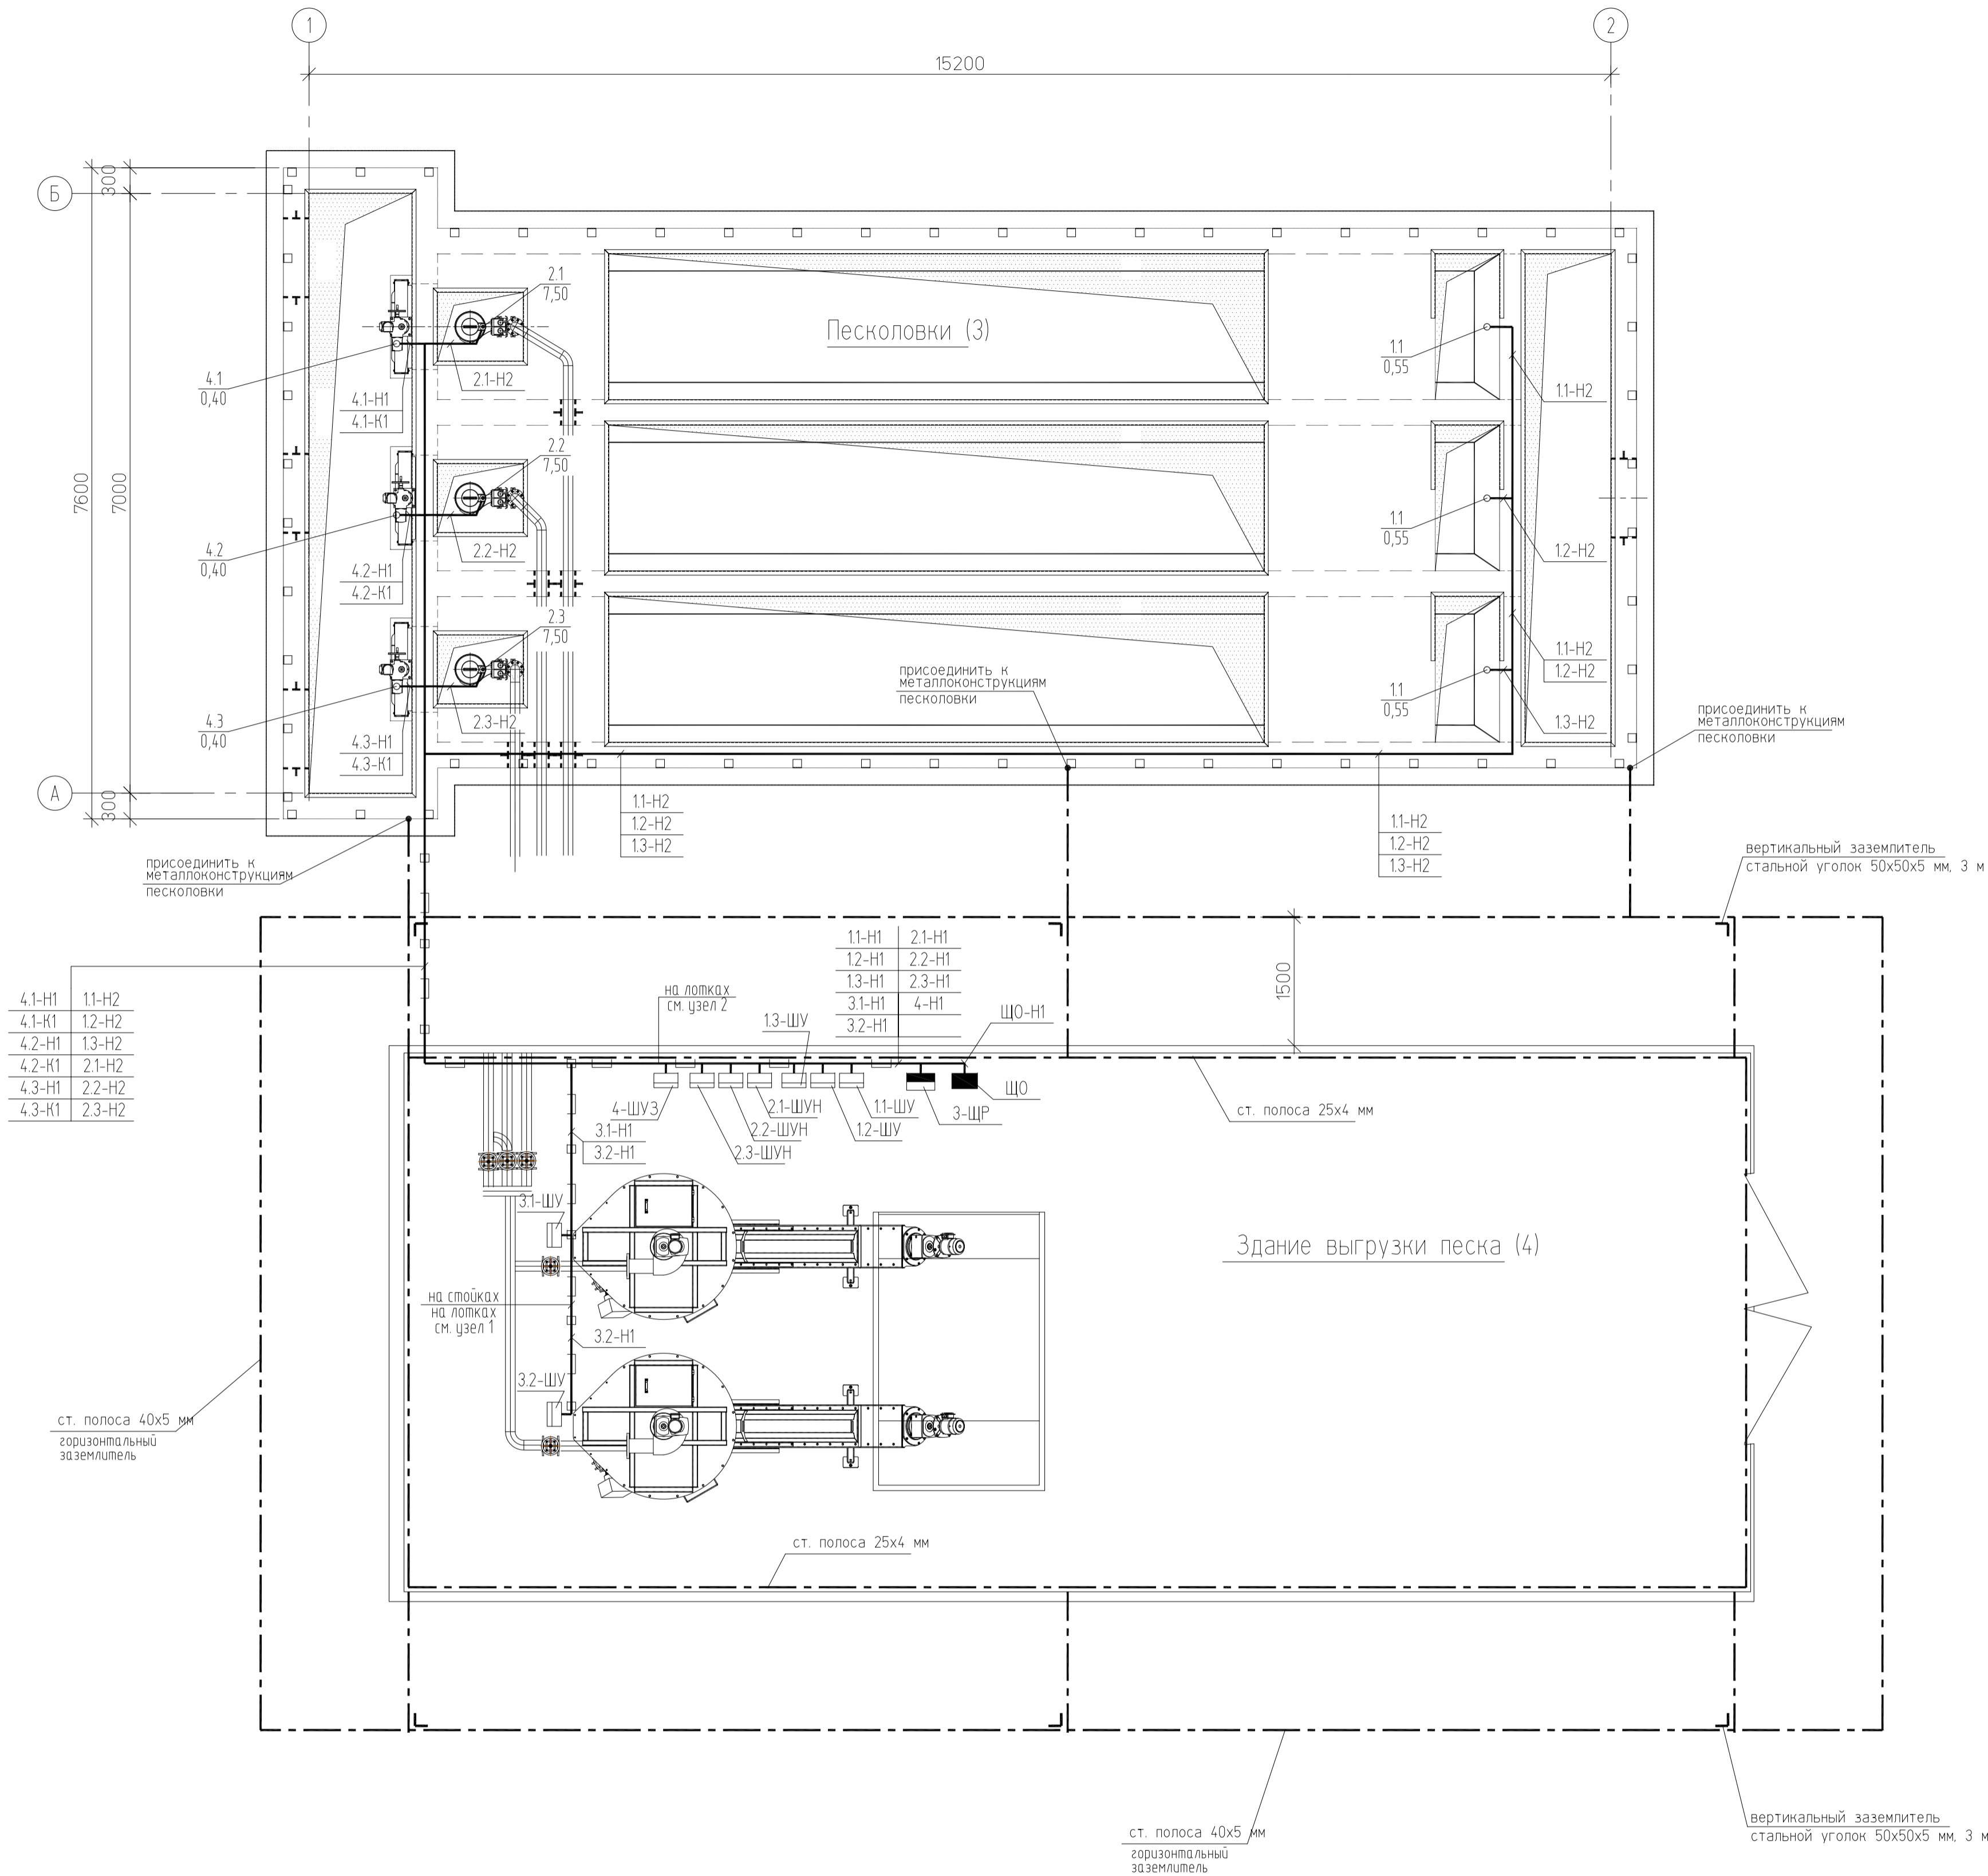 1
2
15200
Б
А
300
7600
7000
300
2.1
7,50
Песколовки (3)
4.1
0,40
4.1-Н1
4.1-К1
2.1-Н2
1.1
0,55
1.1-Н2
2.2
7,50
4.2
0,40
4.2-Н1
4.2-К1
2.2-Н2
1.1
0,55
1.2-Н2
2.3
7,50
4.3
0,40
4.3-Н1
4.3-К1
2.3-Н2
присоединить к
металлоконструкциям
песколовки
1.1
0,55
1.1-Н2
1.2-Н2
1.3-Н2
присоединить к
металлоконструкциям
песколовки
1.1-Н2
1.2-Н2
1.3-Н2
1.1-Н2
1.2-Н2
1.3-Н2
присоединить к
металлоконструкциям
песколовки
вертикальный заземлитель
стальной уголок 50х50х5 мм, 3 м
1500
4.1-Н1 1.1-Н2
4.1-К1 1.2-Н2
4.2-Н1 1.3-Н2
4.2-К1 2.1-Н2
4.3-Н1 2.2-Н2
4.3-К1 2.3-Н2
на лотках
см. узел 2
1.1-Н1 2.1-Н1
1.2-Н1 2.2-Н1
1.3-Н1 2.3-Н1
3.1-Н1 4-Н1
3.2-Н1
1.3-ШУ
ЩО-Н1
4-ШУЗ
2.3-ШУН
2.2-ШУН
2.1-ШУН
1.2-ШУ
1.1-ШУ
3-ЩР
ЩО
ст. полоса 25х4 мм
3.1-Н1
3.2-Н1
3.1-ШУ
на стойках
на лотках
см. узел 1
3.2-Н1
3.2-ШУ
Здание выгрузки песка (4)
ст. полоса 40х5 мм
горизонтальный
заземлитель
ст. полоса 25х4 мм
ст. полоса 40х5 мм
горизонтальный
заземлитель
вертикальный заземлитель
стальной уголок 50х50х5 мм, 3 м